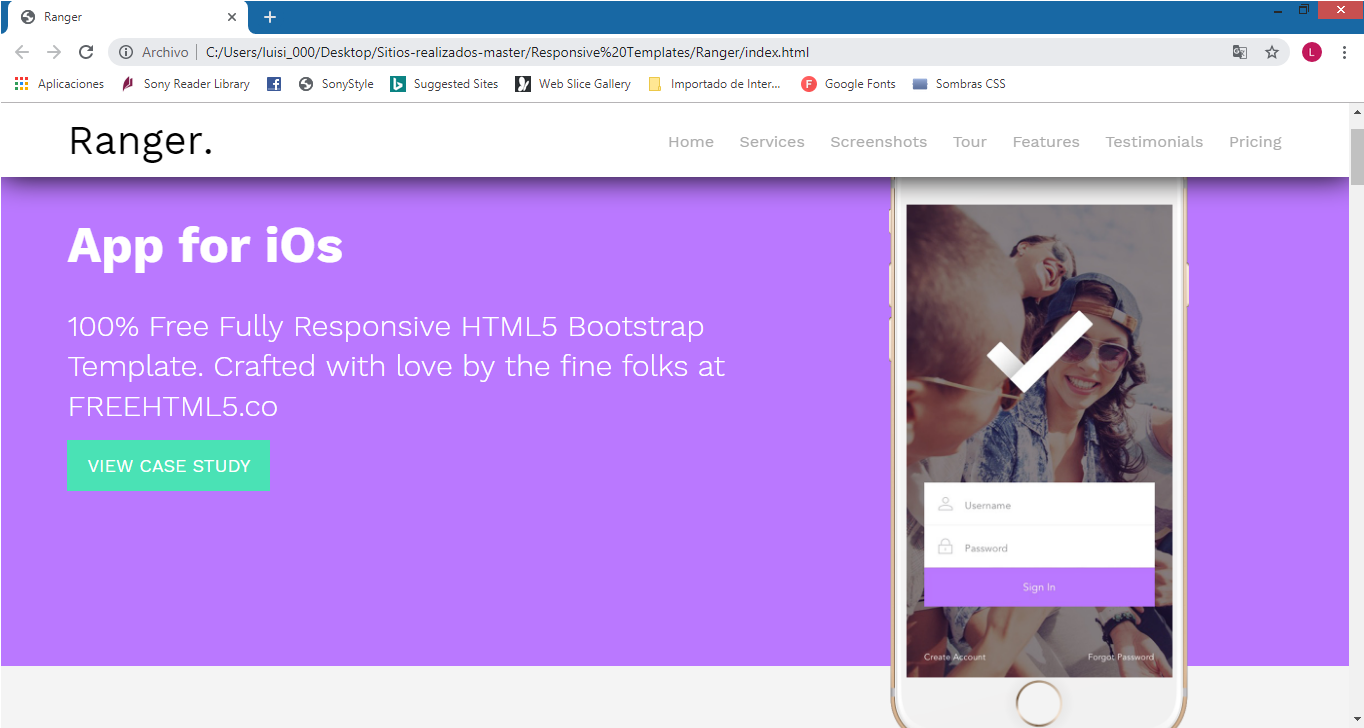 Ranger
Archivo C:/Users/luisi_000/Desktop/Sitios-realizados-master/Responsive%20Templates/Ranger/index.html
L
Aplicaciones Sony Reader Library SonyStyle Suggested Sites Web Slice Gallery Importado de Inter... F Google Fonts Sombras CSS
Ranger.
Home Services Screenshots Tour Features Testimonials Pricing
App for iOs
100% Free Fully Responsive HTML5 Bootstrap
Template. Crafted with love by the fine folks at
FREEHTML5.co
VIEW CASE STUDY
Username
Password
Sign In
Create Account Forgot Password